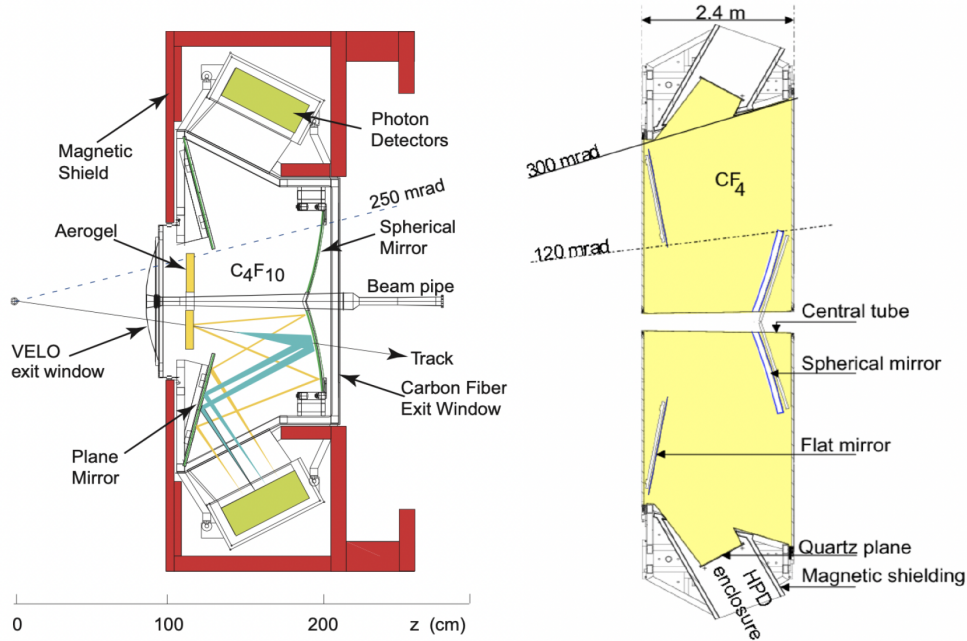 Magnetic
Shield
Aerogel
VELO
exit window
Plane
Mirror
C4F10
Photon
Detectors
250 mrad
Spherical
Mirror
Beam pipe
Track
Carbon Fiber
Exit Window
0
100
200
z (cm)
2.4 m
300 mrad
CF4
120 mrad
Central tube
Spherical mirror
Flat mirror
Quartz plane
Magnetic shielding
HPD
enclosure